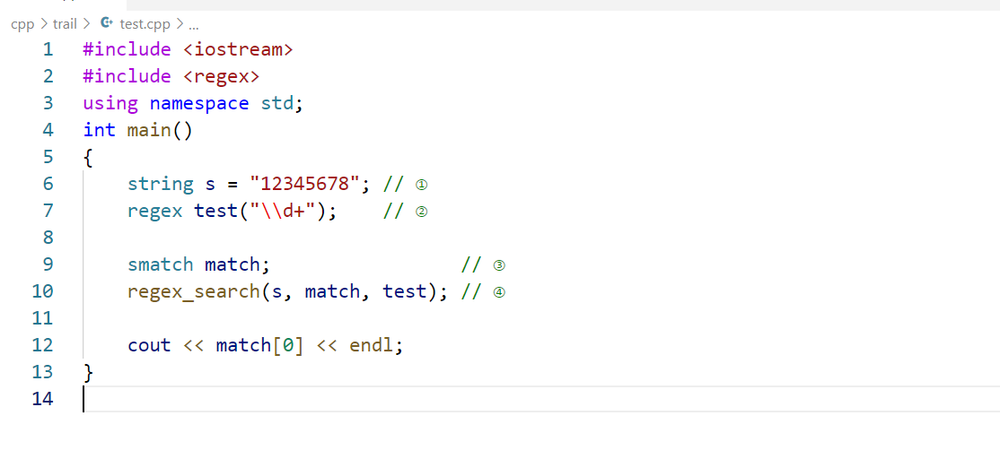 cpp > trail > test.cpp > ...
1 #include <iostream>
2 #include <regex>
3 using namespace std;
4 int main()
5 {
6     string s = "12345678"; // ①
7     regex test("\\d+");    // ②
8
9     smatch match;                 // ③
10     regex_search(s, match, test); // ④
11
12     cout << match[0] << endl;
13 }
14